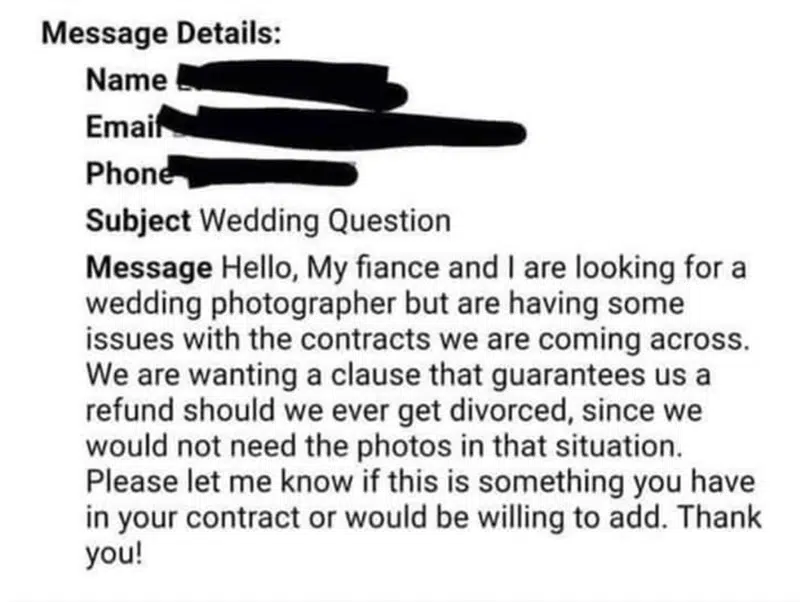 Message Details:
Name
Email
Phone
Subject Wedding Question
Message Hello, My fiance and I are looking for a
wedding photographer but are having some
issues with the contracts we are coming across.
We are wanting a clause that guarantees us a
refund should we ever get divorced, since we
would not need the photos in that situation.
Please let me know if this is something you have
in your contract or would be willing to add. Thank
you!